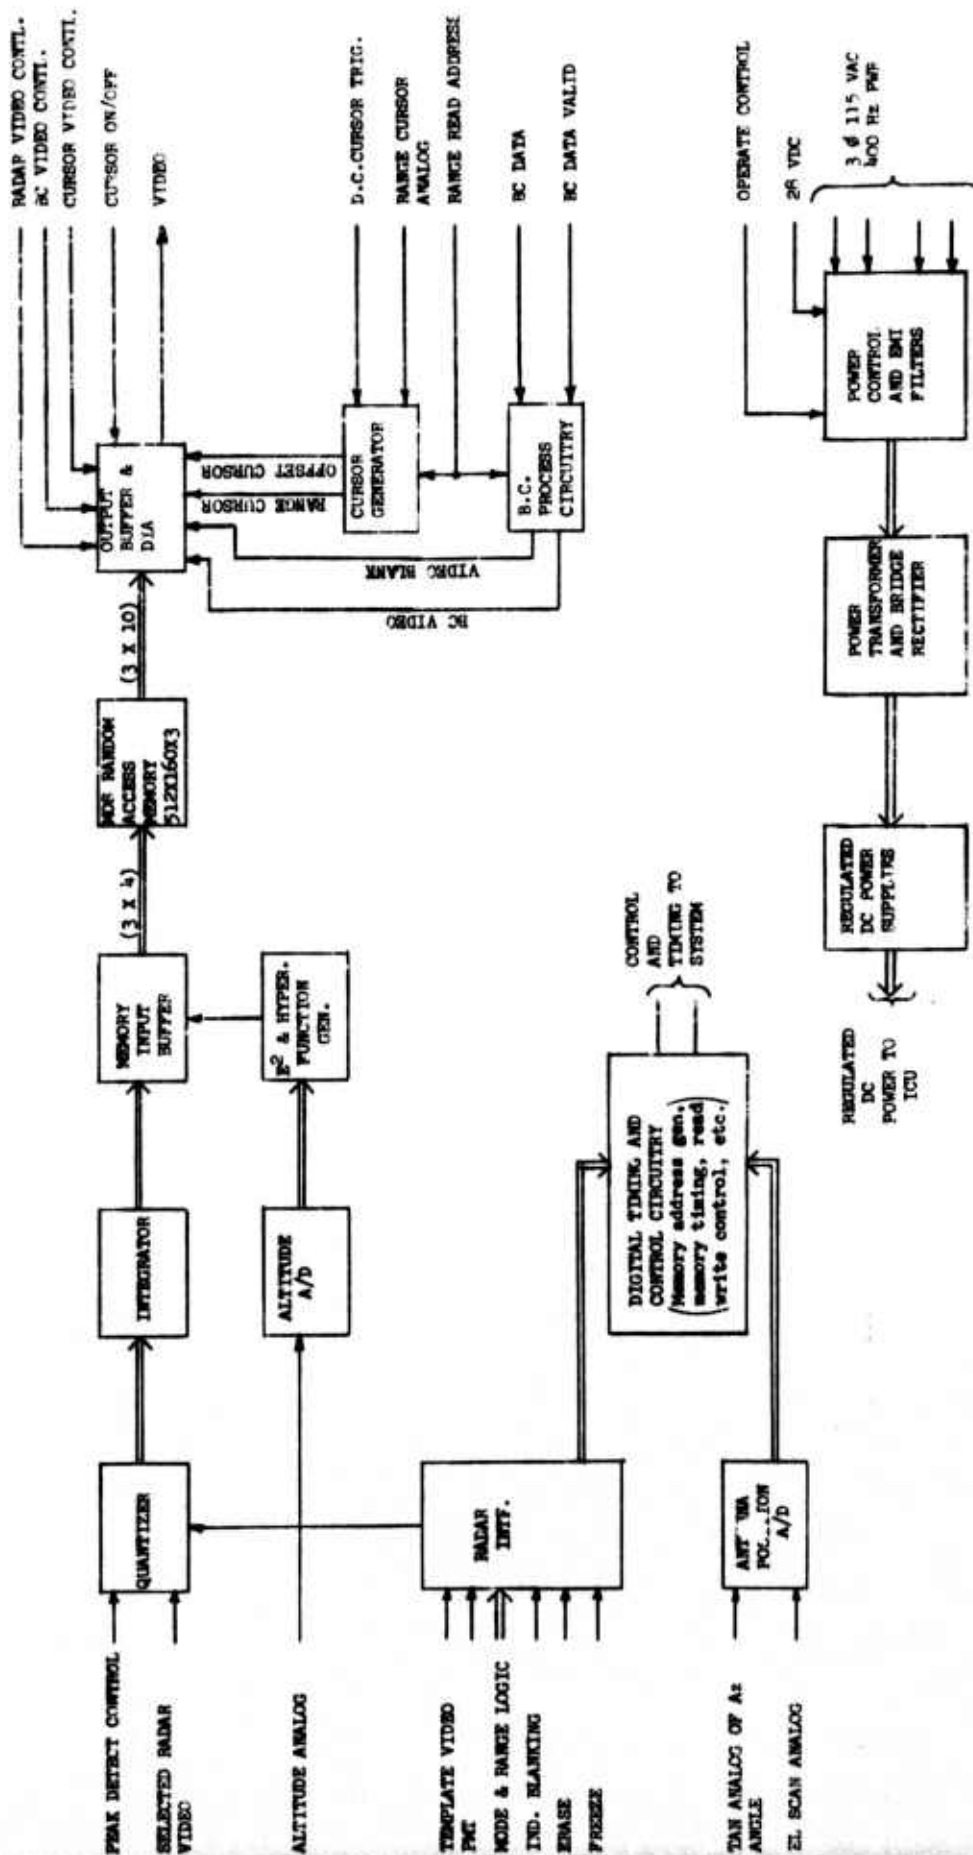 PEAK DETECT CONTROL
SELECTED RADAR
VIDEO
ALTITUDE ANALOG
TEMPLATE VIDEO
PMT
MODE & RANGE LOGIC
IND. BLANKING
ERASE
FREEZE
TAN ANALOG OF Az
ANGLE
EL SCAN ANALOG
QUANTIZER
RADAR
INTF.
A/D
INTEGRATOR
ALTITUDE
A/D
DIGITAL TIMING AND
CONTROL CIRCUITRY
(Memory address gen,
memory timing, read
write control, etc.)
MEMORY
INPUT
BUFFER
E² & HYPER.
FUNCTION
GEN.
CONTROL
AND
TIMING TO
SYSTEM
(3 X 4)
RANDOM
ACCESS
MEMORY
512X160X3
(3 X 10)
OUTPUT
BUFFER &
D/A
BC VIDEO
VIDEO BLANK
RANGE CURSOR
OFFSET CURSOR
CURSOR
GENERATOR
B.C.
PROCESS
CIRCUITRY
RADAR VIDEO CONTL.
BC VIDEO CONTL.
CURSOR VIDEO CONTL.
CURSOR ON/OFF
VIDEO
D.C.CURSOR TRIG.
RANGE CURSOR
ANALOG
RANGE READ ADDRESS
BC DATA
BC DATA VALID
REGULATED
DC
POWER TO
ICU
REGULATED
DC POWER
SUPPLIES
POWER
TRANSFORMER
AND BRIDGE
RECTIFIER
POWER
CONTROL
AND EMI
FILTERS
OPERATE CONTROL
28 VDC
3 Ø 115 VAC
400 Hz PWR